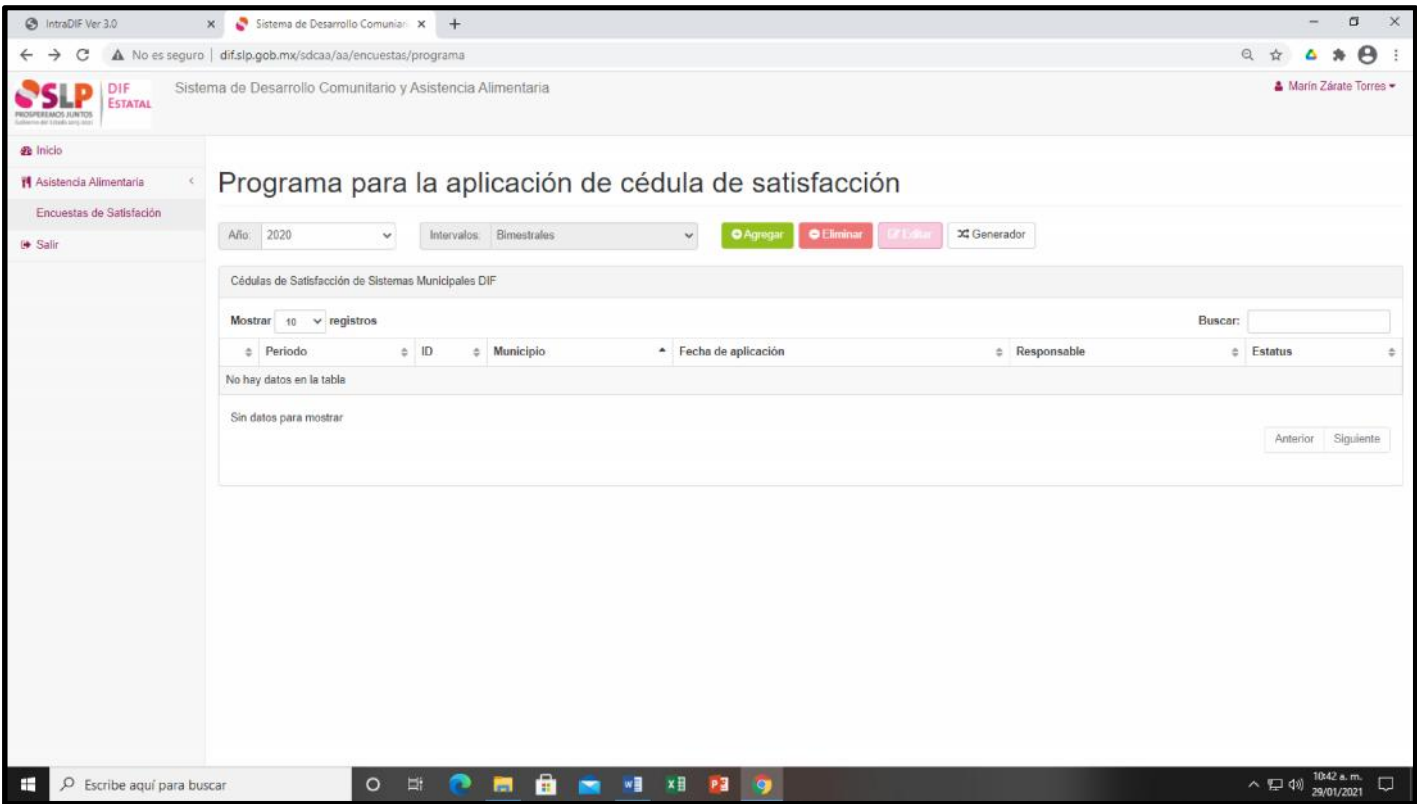 IntraDIF Ver 3.0
Sistema de Desarrollo Comuniari
No es seguro | dif.slp.gob.mx/sdcaa/aa/encuestas/programa
SLP DIF ESTATAL
PROSPEREMOS JUNTOS
Sistema de Desarrollo Comunitario y Asistencia Alimentaria
Marín Zárate Torres
Inicio
Asistencia Alimentaria
Encuestas de Satisfación
Salir
Programa para la aplicación de cédula de satisfacción
Año: 2020 Intervalos: Bimestrales Agregar Eliminar Editar Generador
Cédulas de Satisfacción de Sistemas Municipales DIF
Mostrar 10 registros Buscar:
Periodo ID Municipio Fecha de aplicación Responsable Estatus
No hay datos en la tabla
Sin datos para mostrar
Anterior Siguiente
Escribe aquí para buscar
10:42 a. m.
29/01/2021